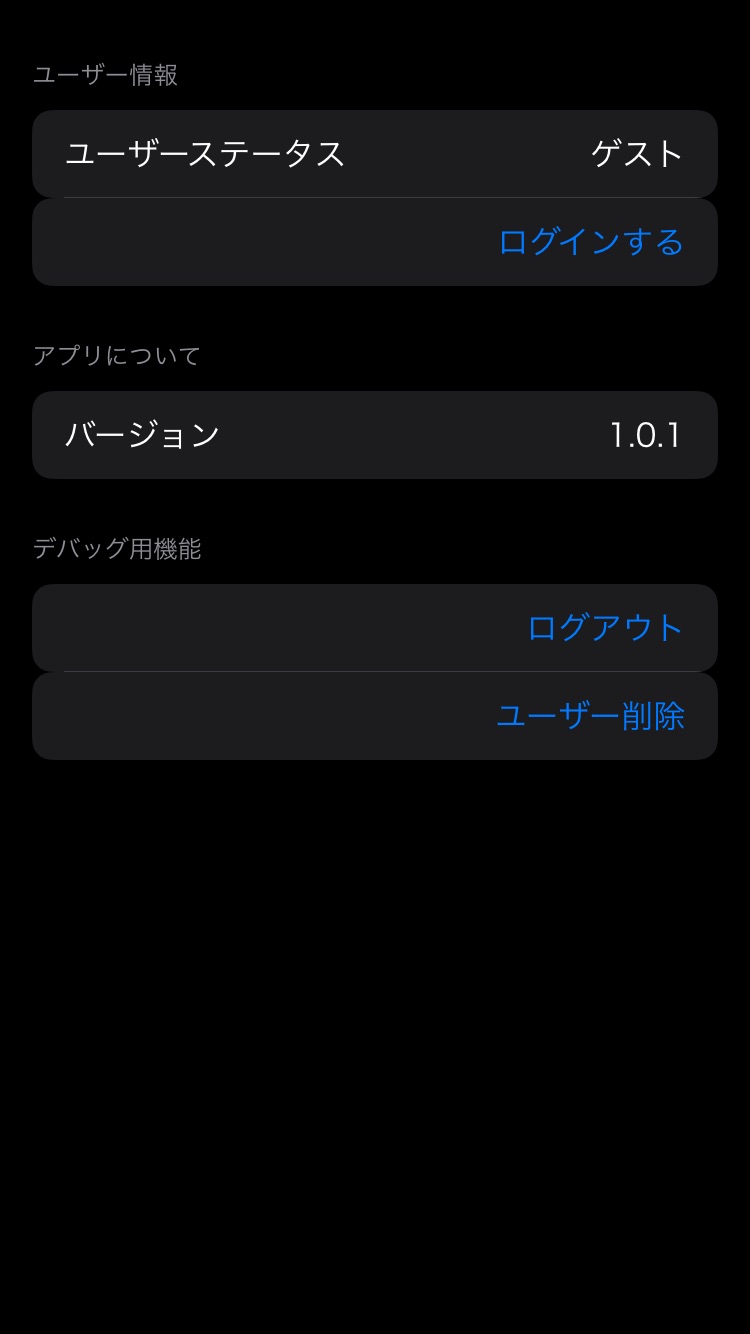 ユーザー情報
ユーザーステータス ゲスト
ログインする
アプリについて
バージョン 1.0.1
デバッグ用機能
ログアウト
ユーザー削除